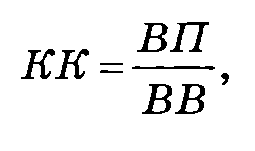 КК = ВП / ВВ,